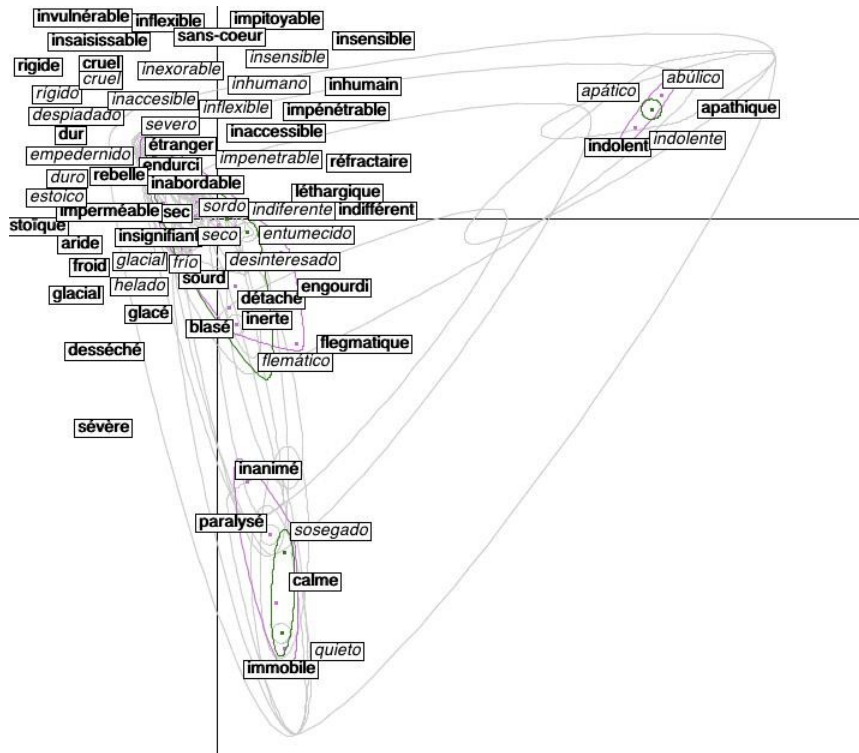 invulnérable
inflexible
impitoyable
insaisissable
sans-coeur
insensible
rigide
cruel
inexorable
insensible
cruel
inhumano
inhumain
rigido
inaccesible
inflexible
impénétrable
despiadado
severo
dur
inaccessible
étranger
empedernido
endurci
impenetrable
réfractaire
duro
rebelle
inabordable
estoico
léthargique
imperméable
sec
sordo
indiferente
indifférent
stoïque
insignifiant
seco
entumecido
aride
froid
glacial
frio
desinteresado
sourd
glacial
helado
détaché
engourdi
glacé
blasé
inerte
desséché
flegmatique
flemático
sévère
apático
abúlico
apathique
indolent
indolente
inanimé
paralysé
sosegado
calme
quieto
immobile